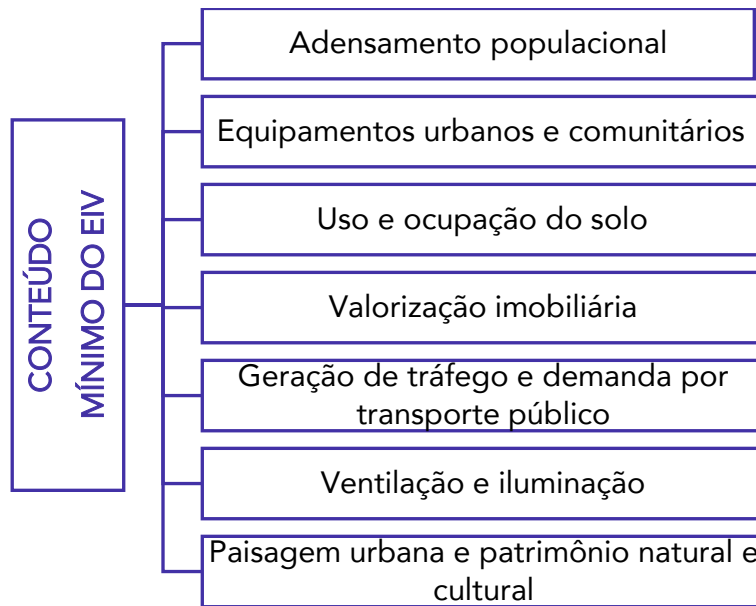 CONTEÚDO
MÍNIMO DO EIV
Adensamento populacional
Equipamentos urbanos e comunitários
Uso e ocupação do solo
Valorização imobiliária
Geração de tráfego e demanda por
transporte público
Ventilação e iluminação
Paisagem urbana e patrimônio natural e
cultural